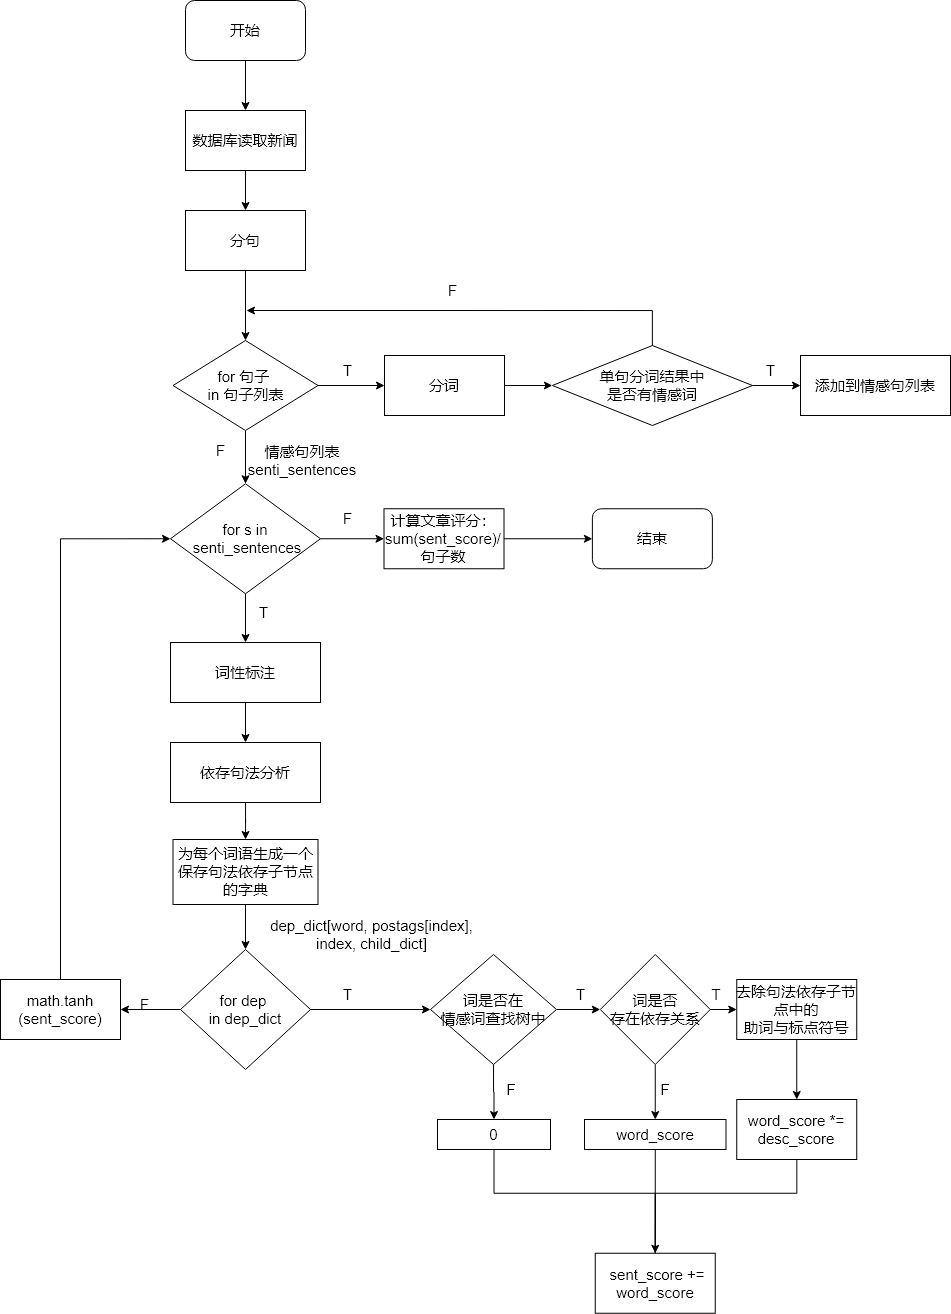 开始
数据库读取新闻
分句
F
for 句子
in 句子列表
T
分词
单句分词结果中
是否有情感词
T
添加到情感句列表
F
情感句列表
senti_sentences
for s in
senti_sentences
F
计算文章评分：
sum(sent_score)/
句子数
结束
T
词性标注
依存句法分析
为每个词语生成一个
保存句法依存子节点
的字典
dep_dict[word, postags[index],
index, child_dict]
math.tanh
(sent_score)
F
for dep
in dep_dict
T
词是否在
情感词查找树中
T
词是否
存在依存关系
T
去除句法依存子节
点中的
助词与标点符号
F
F
0
word_score
word_score *=
desc_score
sent_score +=
word_score